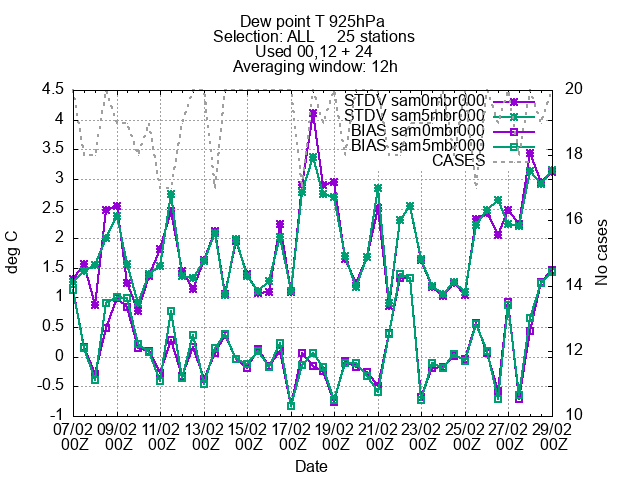 Dew point T 925hPa
Selection: ALL 25 stations
Used 00,12 + 24
Averaging window: 12h
STDV sam0mbr000
STDV sam5mbr000
BIAS sam0mbr000
BIAS sam5mbr000
CASES
4.5
4
3.5
3
2.5
2
1.5
1
0.5
0
-0.5
-1
deg C
20
18
16
14
12
10
No cases
07/02 09/02 11/02 13/02 15/02 17/02 19/02 21/02 23/02 25/02 27/02 29/02
00Z 00Z 00Z 00Z 00Z 00Z 00Z 00Z 00Z 00Z 00Z 00Z
Date